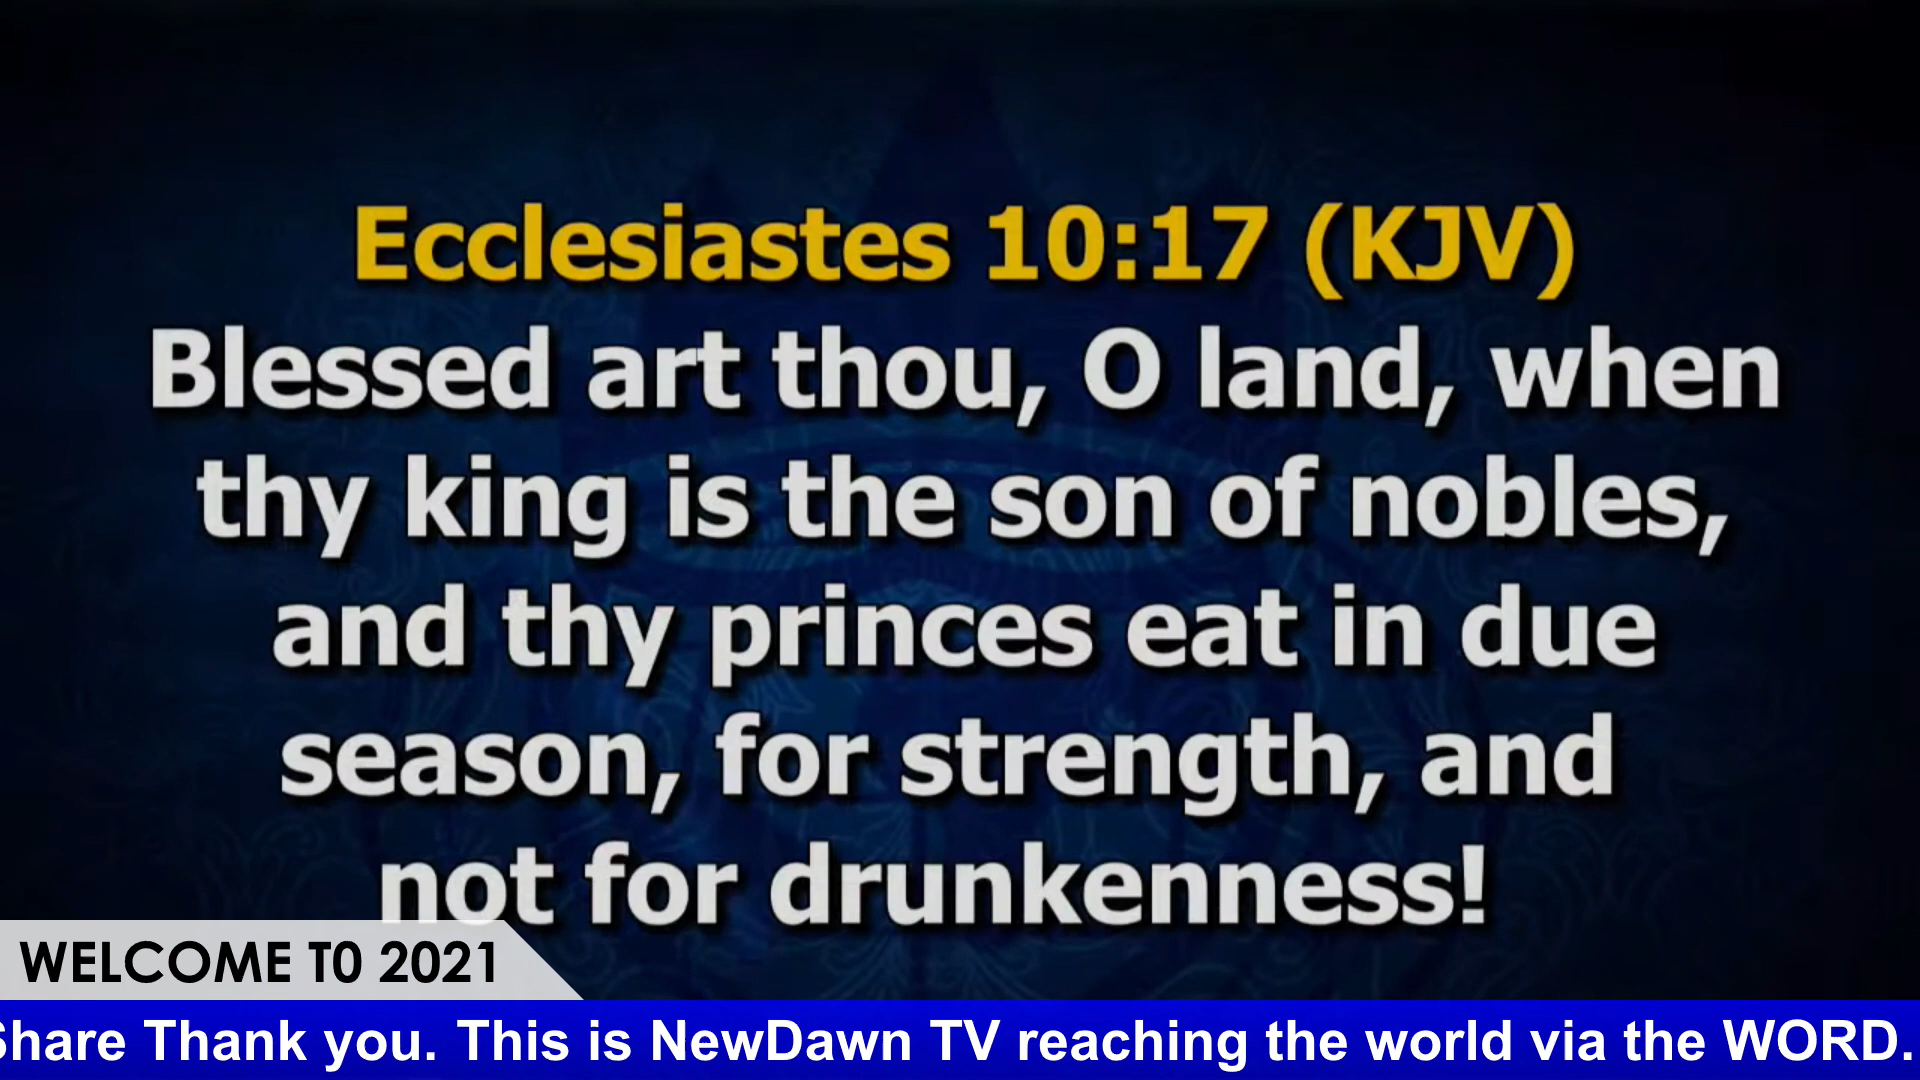 Ecclesiastes 10:17 (KJV)
Blessed art thou, O land, when
thy king is the son of nobles,
and thy princes eat in due
season, for strength, and
not for drunkenness!
WELCOME T0 2021
Share Thank you. This is NewDawn TV reaching the world via the WORD.